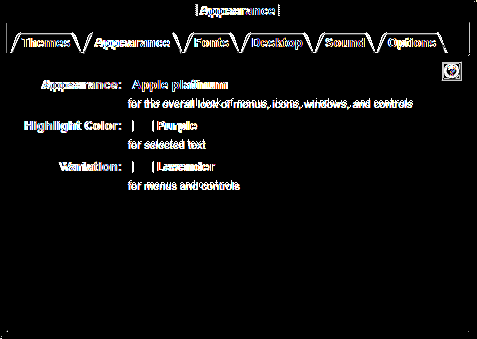 Appearance
Themes Appearance Fonts Desktop Sound Options
Appearance: Apple platinum
for the overall look of menus, icons, windows, and controls
Highlight Color: Purple
for selected text
Variation: Lavender
for menus and controls